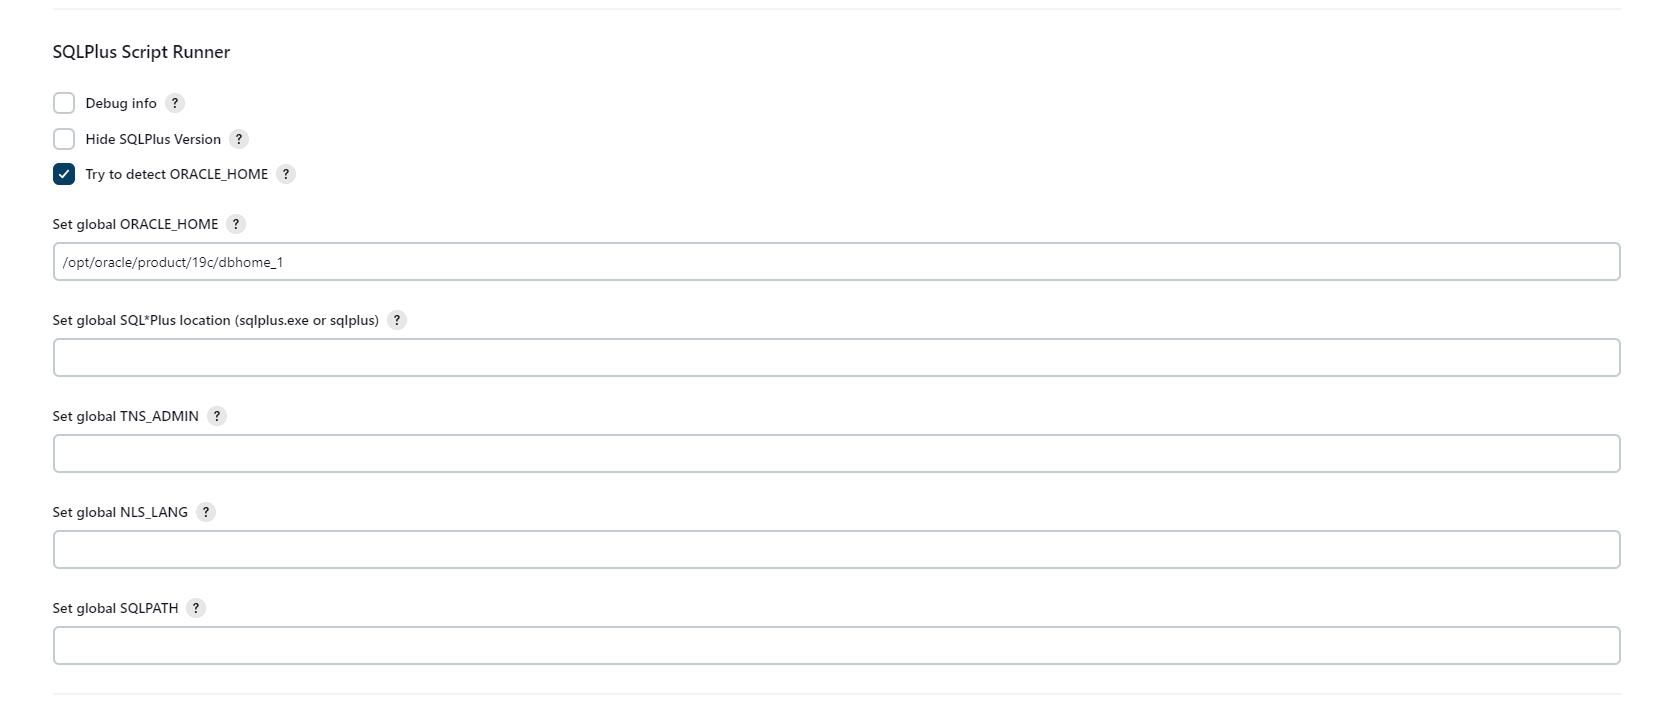 SQLPlus Script Runner
Debug info ?
Hide SQLPlus Version ?
Try to detect ORACLE_HOME ?
Set global ORACLE_HOME ?
/opt/oracle/product/19c/dbhome_1
Set global SQL*Plus location (sqlplus.exe or sqlplus) ?
Set global TNS_ADMIN ?
Set global NLS_LANG ?
Set global SQLPATH ?